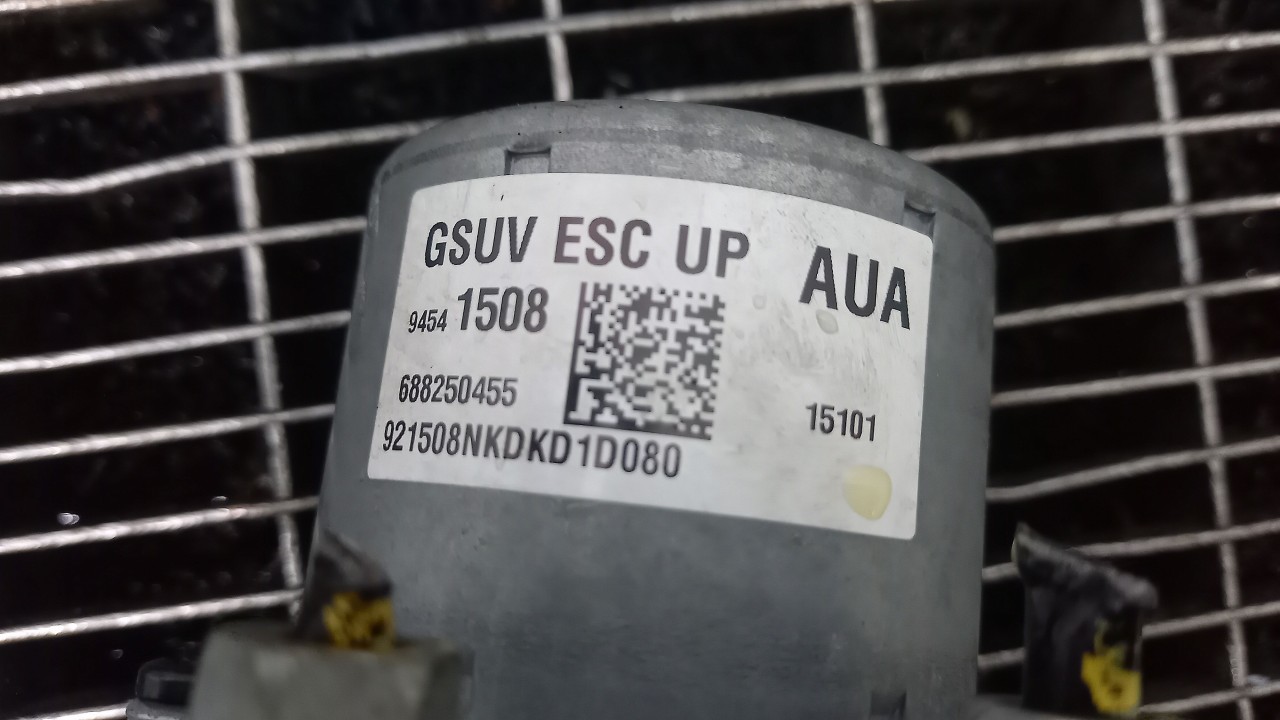 GSUV ESC UP AUA
9454 1508
688250455 15101
921508NKDKD1D080